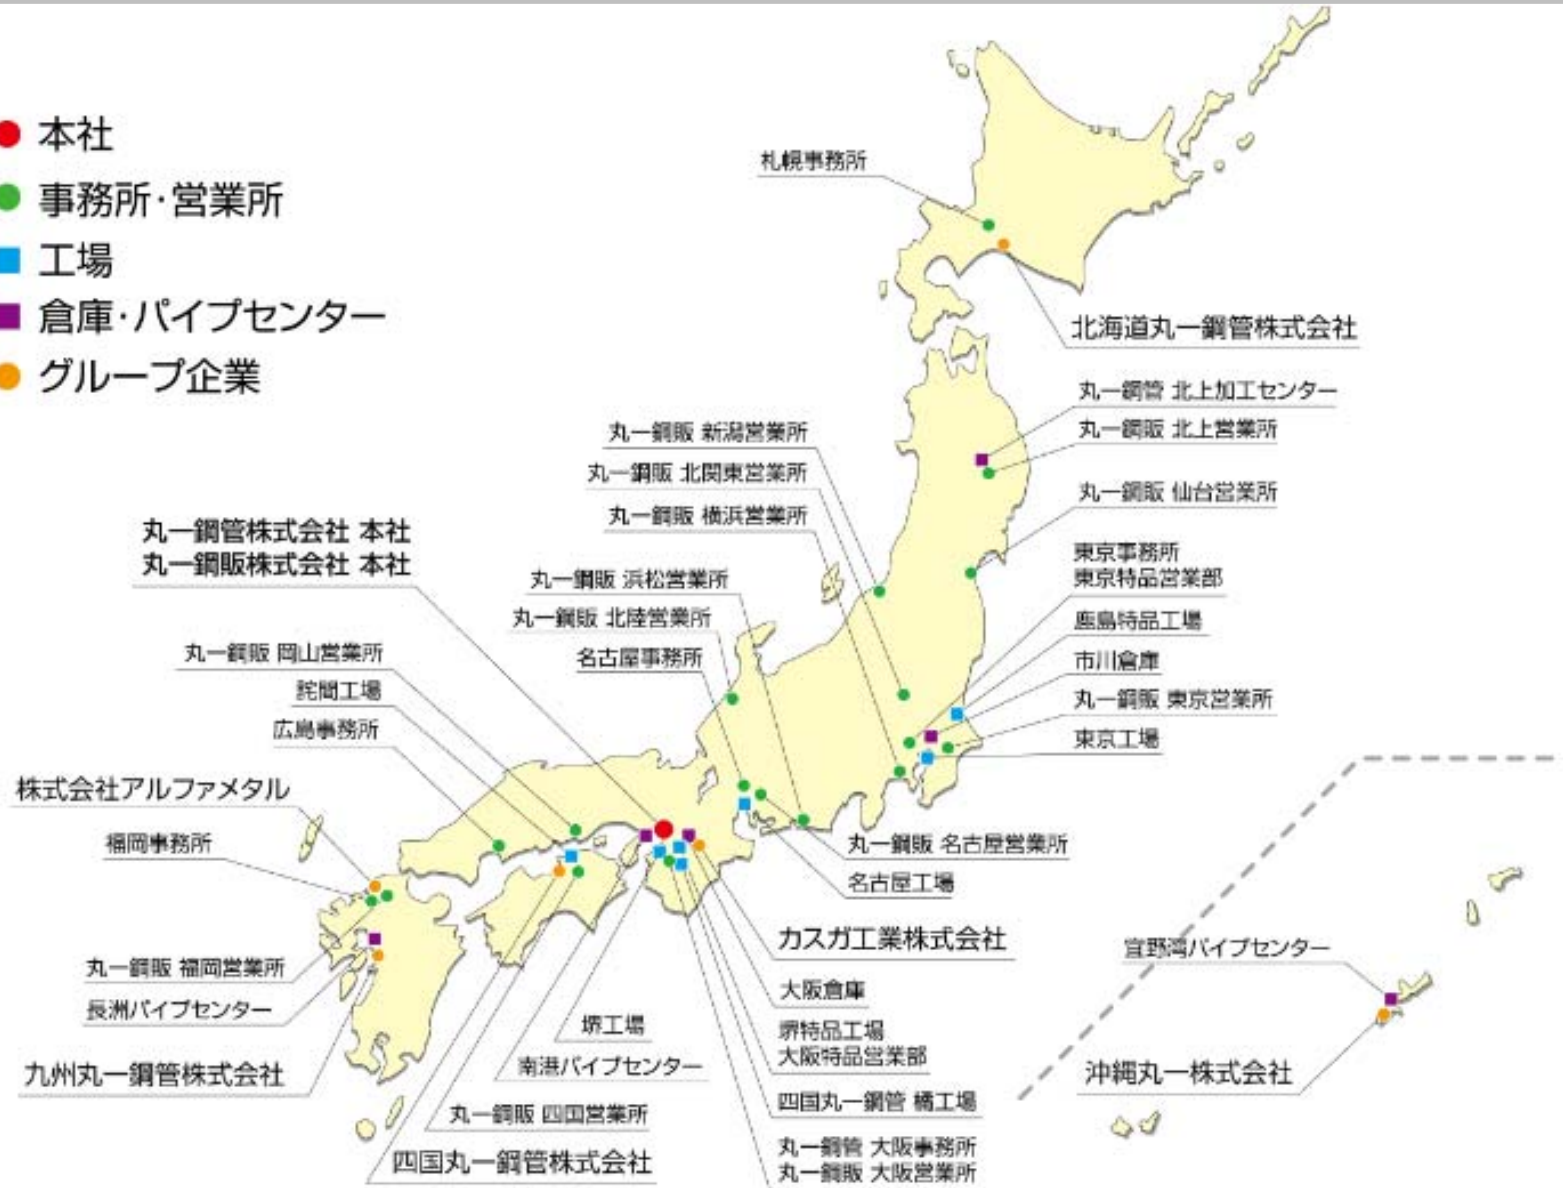 本社
事務所・営業所
工場
倉庫・パイプセンター
グループ企業
札幌事務所
北海道丸一鋼管株式会社
丸一鋼管 北上加工センター
丸一鋼販 北上営業所
丸一鋼販 仙台営業所
東京事務所
東京特品営業部
鹿島特品工場
市川倉庫
丸一鋼販 東京営業所
東京工場
丸一鋼販 新潟営業所
丸一鋼販 北関東営業所
丸一鋼販 横浜営業所
丸一鋼管株式会社 本社
丸一鋼販株式会社 本社
丸一鋼販 浜松営業所
丸一鋼販 北陸営業所
名古屋事務所
丸一鋼販 岡山営業所
詫間工場
広島事務所
株式会社アルファメタル
福岡事務所
丸一鋼販 福岡営業所
長洲パイプセンター
九州丸一鋼管株式会社
丸一鋼販 名古屋営業所
名古屋工場
カスガ工業株式会社
大阪倉庫
堺特品工場
大阪特品営業部
四国丸一鋼管 橘工場
丸一鋼管 大阪事務所
丸一鋼販 大阪営業所
堺工場
南港パイプセンター
丸一鋼販 四国営業所
四国丸一鋼管株式会社
宜野湾パイプセンター
沖縄丸一株式会社